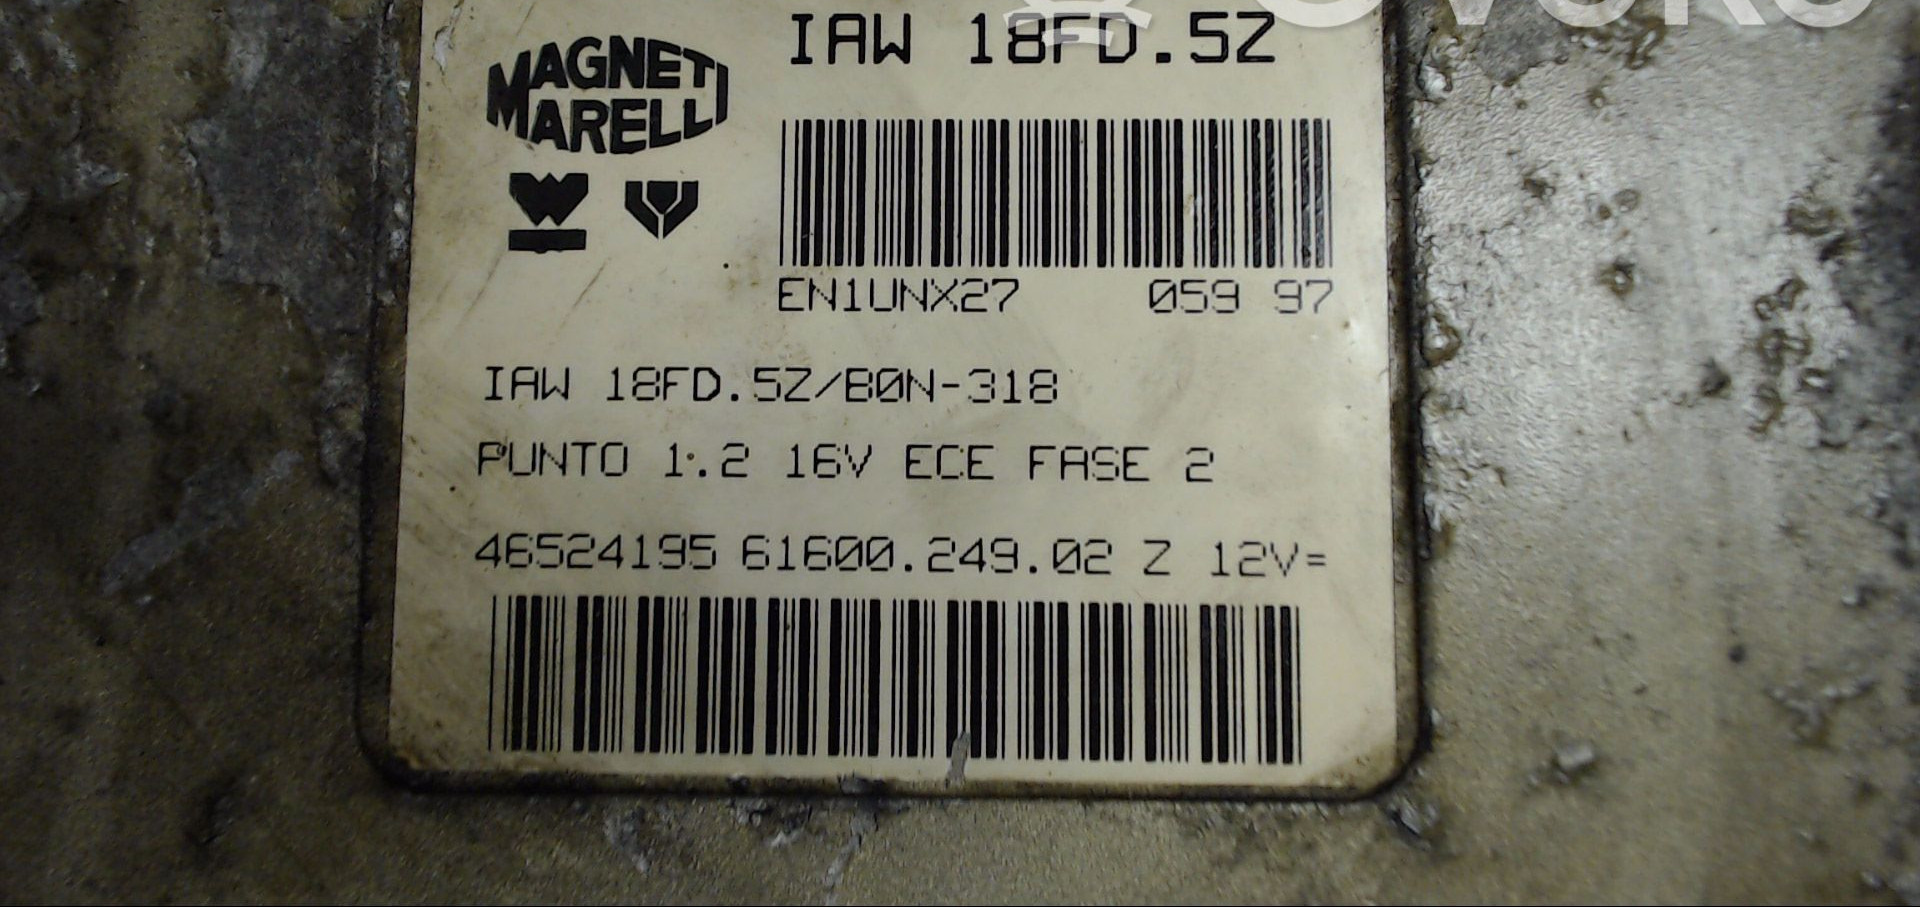 IAW 18FD.5Z
MAGNETI
MARELLI
EN1UNX27 059 97
IAW 18FD.5Z/B0N-318
PUNTO 1.2 16V ECE FASE 2
46524195 61600.249.02 Z 12V=